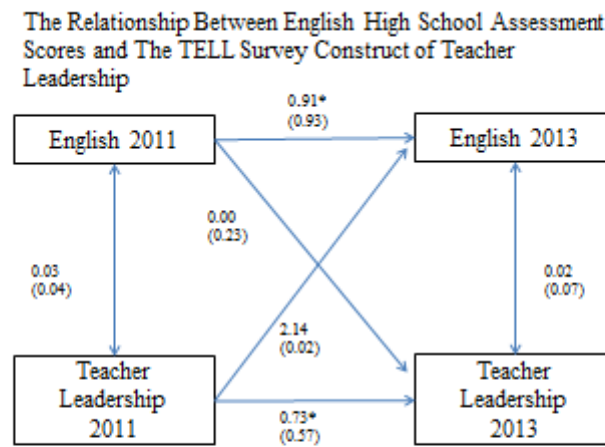 The Relationship Between English High School Assessment
Scores and The TELL Survey Construct of Teacher
Leadership
0.91*
(0.93)
English 2011
English 2013
0.00
(0.23)
0.03
(0.04)
0.02
(0.07)
2.14
(0.02)
Teacher
Leadership
2011
Teacher
Leadership
2013
0.73*
(0.57)